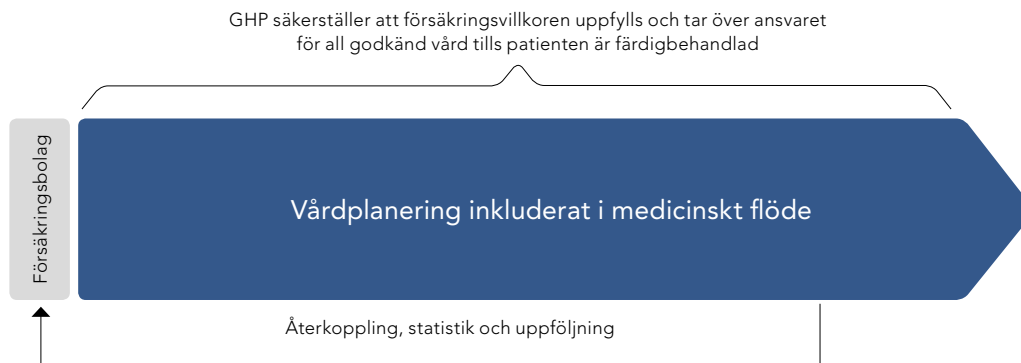 GHP säkerställer att försäkringsvillkoren uppfylls och tar över ansvaret
för all godkänd vård tills patienten är färdigbehandlad
Försäkringsbolag
Vårdplanering inkluderat i medicinskt flöde
Återkoppling, statistik och uppföljning